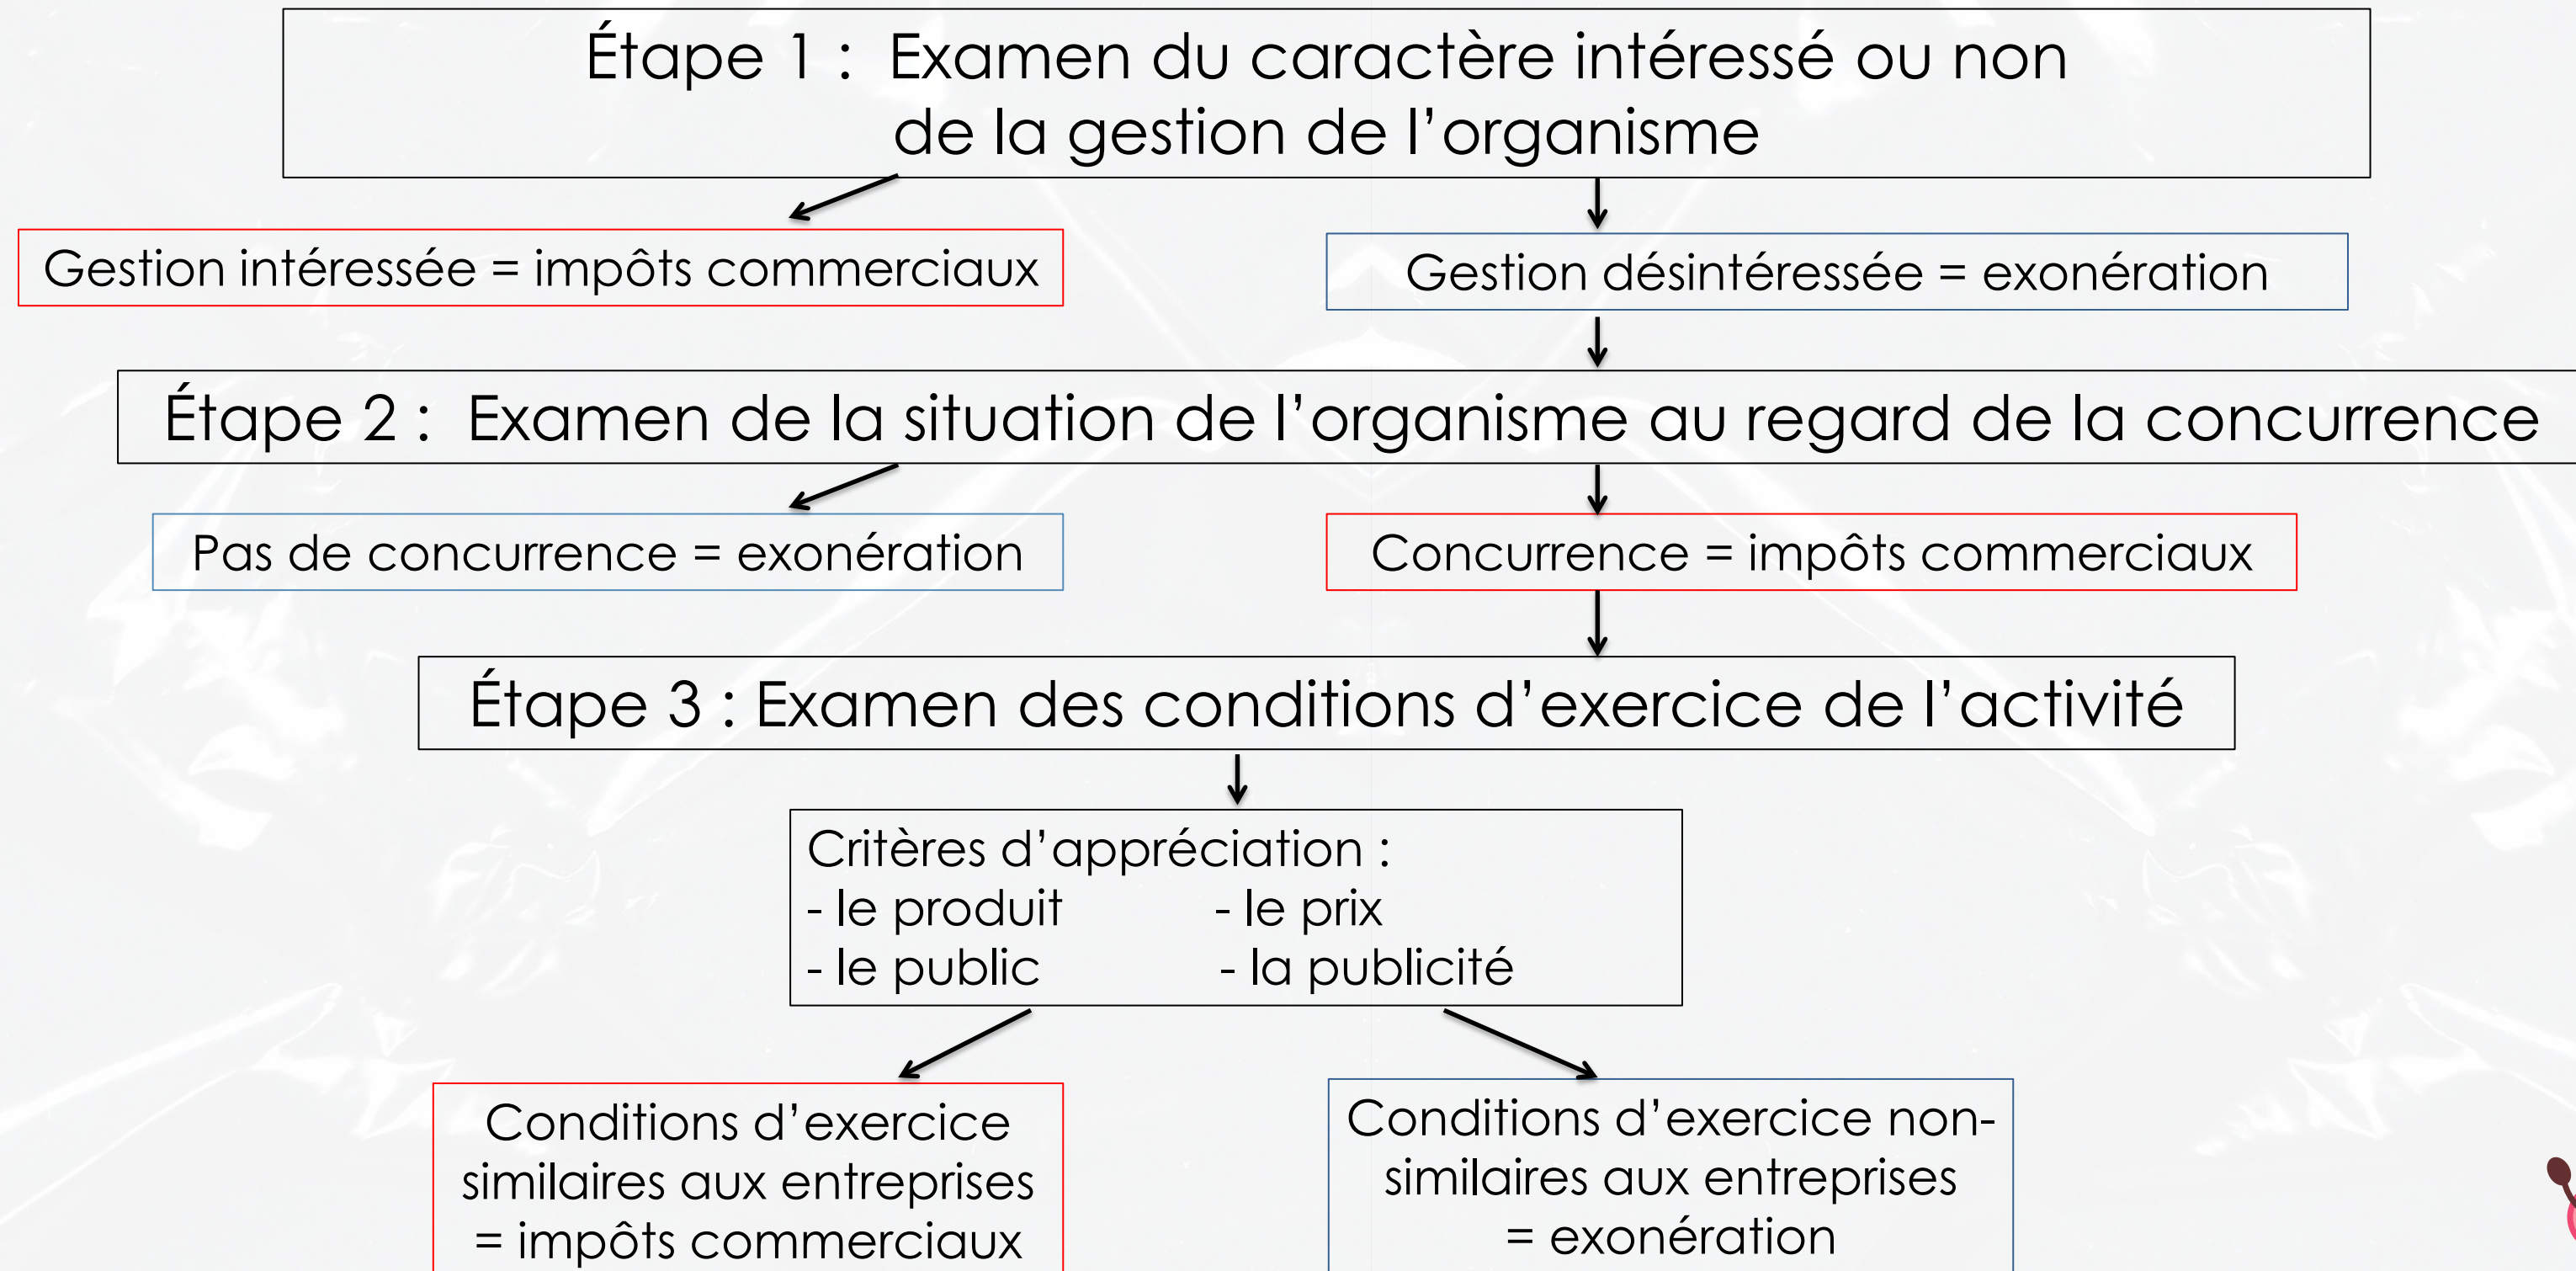 Étape 1 : Examen du caractère intéressé ou non
de la gestion de l’organisme
Gestion intéressée = impôts commerciaux
Gestion désintéressée = exonération
Étape 2 : Examen de la situation de l’organisme au regard de la concurrence
Pas de concurrence = exonération
Concurrence = impôts commerciaux
Étape 3 : Examen des conditions d’exercice de l’activité
Critères d’appréciation :
- le produit - le prix
- le public - la publicité
Conditions d’exercice
similaires aux entreprises
= impôts commerciaux
Conditions d’exercice non-
similaires aux entreprises
= exonération